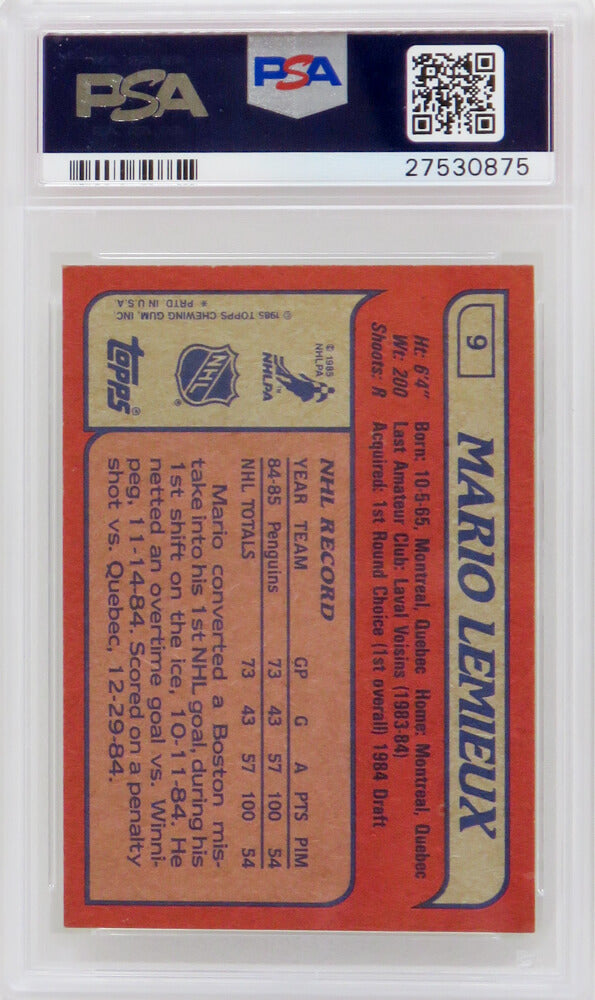 PSA
PSA
27530875
9
MARIO LEMIEUX
Ht: 6'4" Born: 10-5-65, Montreal, Quebec Home: Montreal, Quebec
Wt: 200 Last Amateur Club: Laval Voisins (1983-84)
Shoots: R Acquired: 1st Round Choice (1st overall) 1984 Draft
© 1985
NHLPA
NHLPA™
NHL
topps®
© 1985 TOPPS CHEWING GUM, INC.
* PRTD. IN U.S.A
NHL RECORD
YEAR TEAM GP G A PTS PIM
84-85 Penguins 73 43 57 100 54
NHL TOTALS 73 43 57 100 54
Mario converted a Boston mis-
take into his 1st NHL goal, during his
1st shift on the ice, 10-11-84. He
netted an overtime goal vs. Winni-
peg, 11-14-84. Scored on a penalty
shot vs. Quebec, 12-29-84.